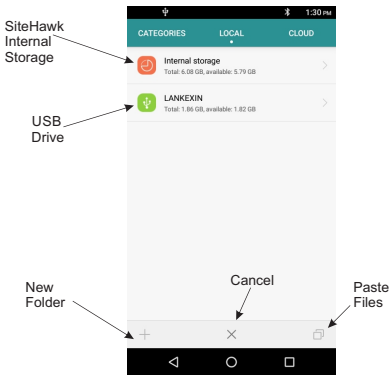 1:30 PM
SiteHawk
Internal
Storage
CATEGORIES LOCAL CLOUD
Internal storage
Total: 6.08 GB, available: 5.79 GB
USB
Drive
LANKEXIN
Total: 1.86 GB, available: 1.82 GB
New
Folder
Cancel
Paste
Files